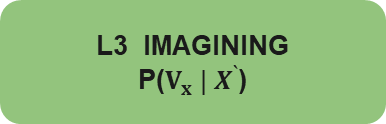 L3 IMAGINING
P(Vₓ | X`)